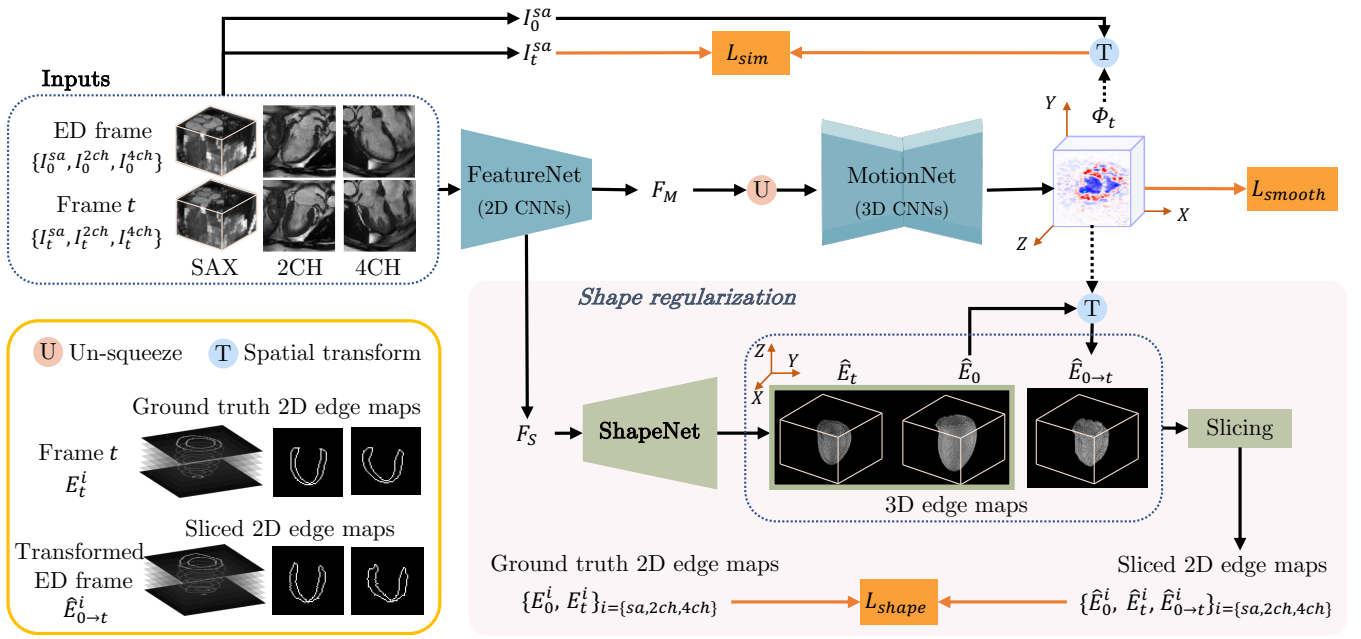 I_0^{sa}
I_t^{sa}
L_{sim}
T
Inputs
ED frame
{I_0^{sa}, I_0^{2ch}, I_0^{4ch}}
Frame t
{I_t^{sa}, I_t^{2ch}, I_t^{4ch}}
SAX 2CH 4CH
FeatureNet
(2D CNNs)
F_M
U
MotionNet
(3D CNNs)
Φ_t
Y
X
Z
L_{smooth}
Shape regularization
T
U Un-squeeze T Spatial transform
Ground truth 2D edge maps
Frame t
E_t^i
Sliced 2D edge maps
Transformed
ED frame
Ê_{0→t}^i
F_S
ShapeNet
Z
Y
X
Ê_t Ê_0 Ê_{0→t}
3D edge maps
Slicing
Ground truth 2D edge maps
{E_0^i, E_t^i}_{i={sa,2ch,4ch}}
L_{shape}
Sliced 2D edge maps
{Ê_0^i, Ê_t^i, Ê_{0→t}^i}_{i={sa,2ch,4ch}}